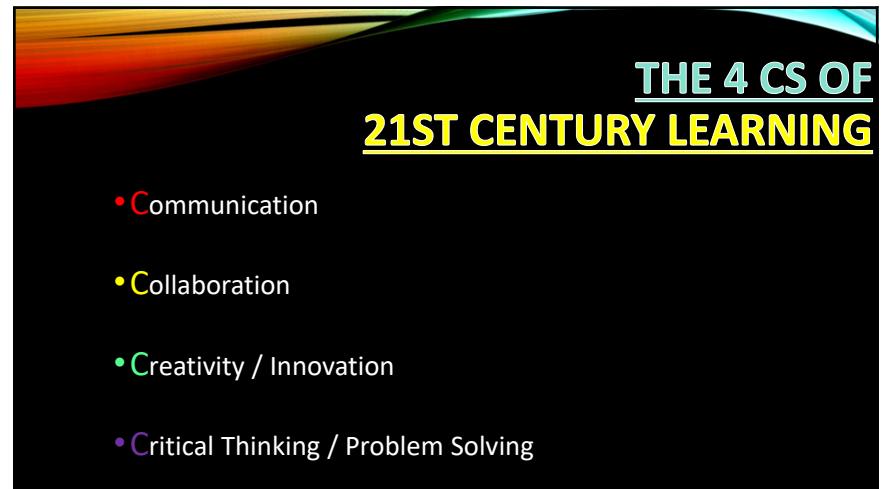 THE 4 CS OF
21ST CENTURY LEARNING
•Communication
•Collaboration
•Creativity / Innovation
•Critical Thinking / Problem Solving